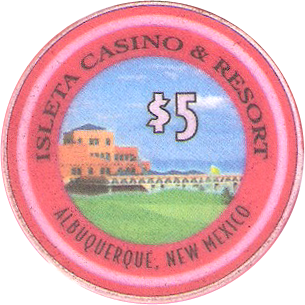 ISLETA CASINO & RESORT
$5
ALBUQUERQUE, NEW MEXICO